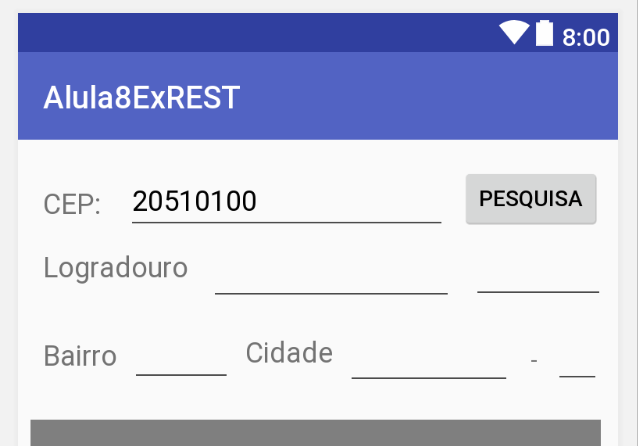 8:00
Alula8ExREST
CEP: 20510100 PESQUISA
Logradouro
Bairro Cidade -